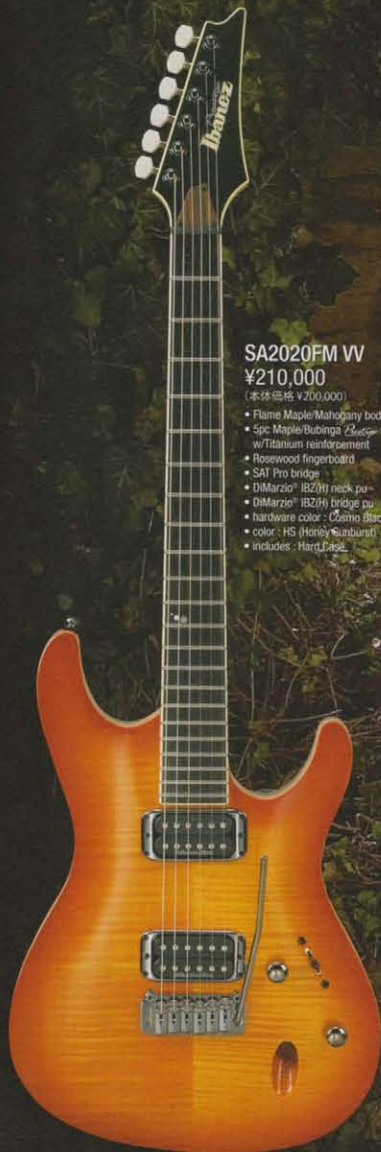 Prestige
Ibanez
SA2020FM VV
¥210,000
(本体価格 ¥200,000)
• Flame Maple/Mahogany bod
• 5pc Maple/Bubinga Prestige
w/Titanium reinforcement
• Rosewood fingerboard
• SAT Pro bridge
• DiMarzio® IBZ(H) neck pu
• DiMarzio® IBZ(H) bridge pu
• hardware color : Cosmo Blac
• color : HS (Honey Sunburst)
• includes : Hard Case